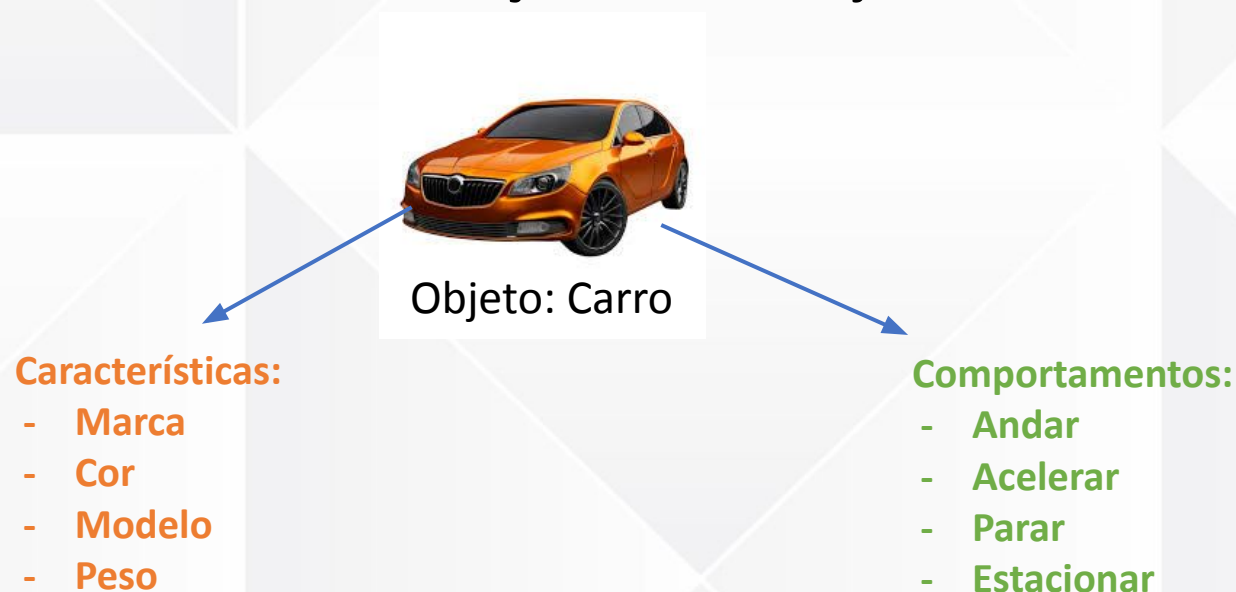 Objeto: Carro
Características:
- Marca
- Cor
- Modelo
- Peso
Comportamentos:
- Andar
- Acelerar
- Parar
- Estacionar